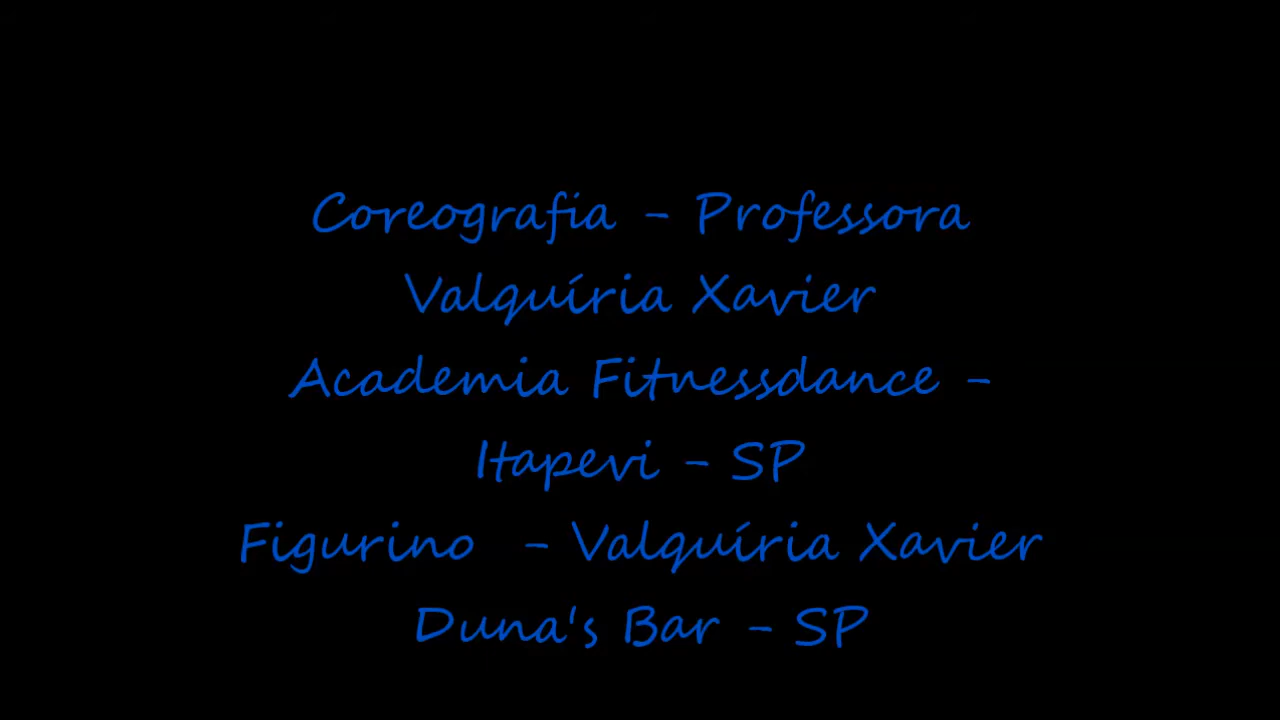 Coreografia - Professora
Valquíria Xavier
Academia Fitnessdance -
Itapevi - SP
Figurino - Valquíria Xavier
Duna's Bar - SP